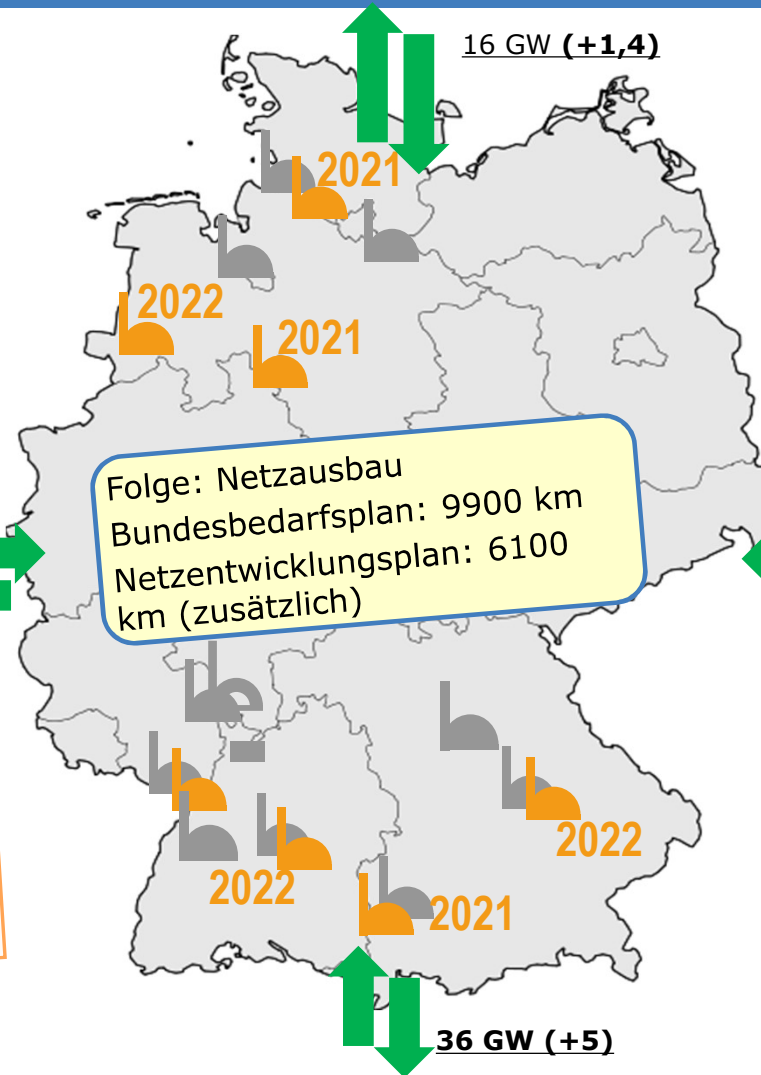 16 GW (+1,4)
2021
2022
2021
Folge: Netzausbau
Bundesbedarfsplan: 9900 km
Netzentwicklungsplan: 6100
km (zusätzlich)
2022
2022
2021
36 GW (+5)